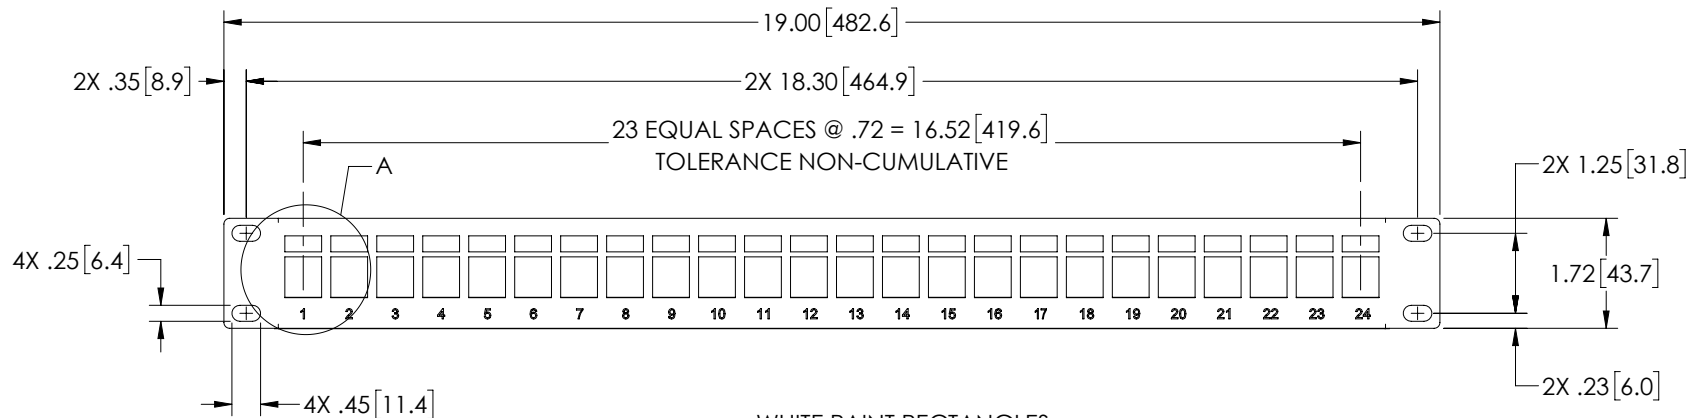 19.00[482.6]
2X .35[8.9]
2X 18.30[464.9]
23 EQUAL SPACES @ .72 = 16.52[419.6]
TOLERANCE NON-CUMULATIVE
A
2X 1.25[31.8]
4X .25[6.4]
1.72[43.7]
1 2 3 4 5 6 7 8 9 10 11 12 13 14 15 16 17 18 19 20 21 22 23 24
2X .23[6.0]
4X .45[11.4]
WHITE PAINT RECTANGLES